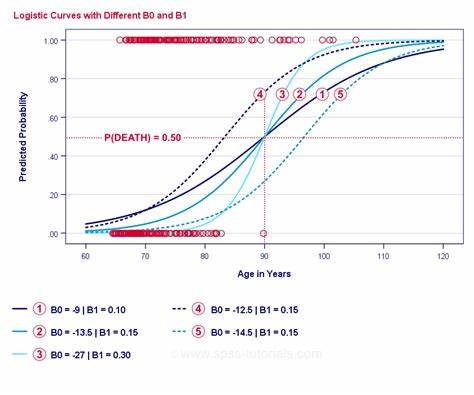 Logistic Curves with Different B0 and B1
Predicted Probability
1.00
.80
.60
.40
.20
.00
P(DEATH) = 0.50
4 3 2 1 5
60 70 80 90 100 110 120
Age in Years
1 B0 = -9 | B1 = 0.10
2 B0 = -13.5 | B1 = 0.15
3 B0 = -27 | B1 = 0.30
4 B0 = -12.5 | B1 = 0.15
5 B0 = -14.5 | B1 = 0.15
© www.spss-tutorials.com